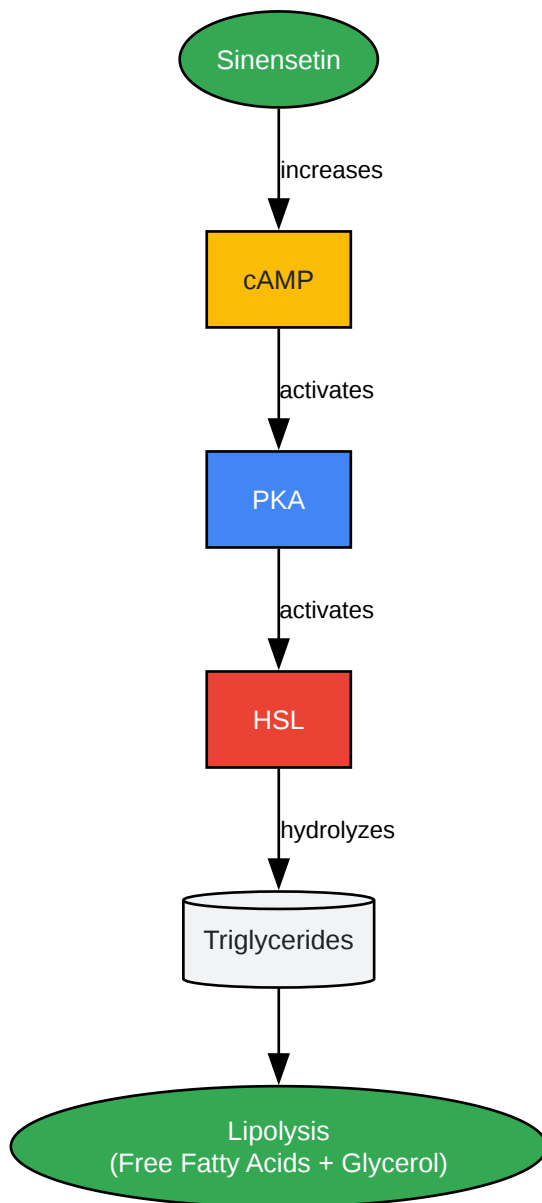 Sinensetin
increases
cAMP
activates
PKA
activates
HSL
hydrolyzes
Triglycerides
Lipolysis
(Free Fatty Acids + Glycerol)